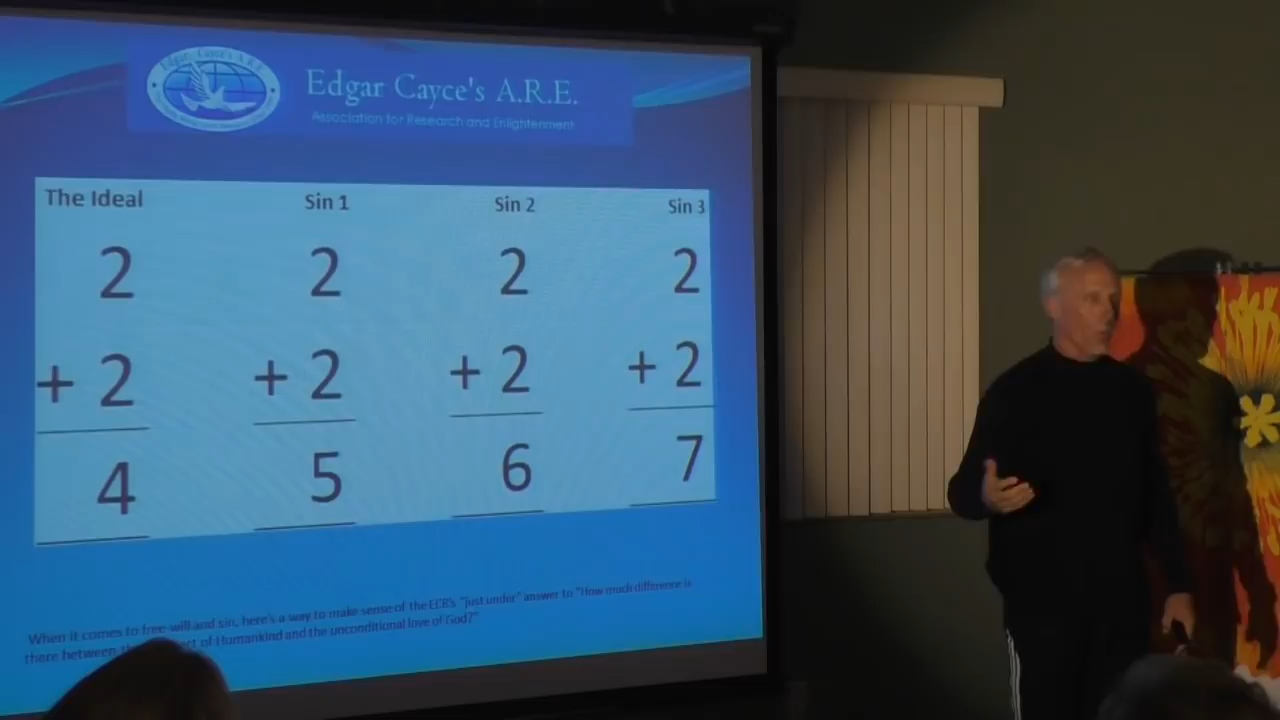 Edgar Cayce's A.R.E.
Edgar Cayce's A.R.E.
Association for Research and Enlightenment
The Ideal Sin 1 Sin 2 Sin 3
2 2 2 2
+ 2 + 2 + 2 + 2
4 5 6 7
When it comes to free-will and sin, here's a way to make sense of the "just under" answer to "How much difference is
there between of Humankind and the unconditional love of God?"